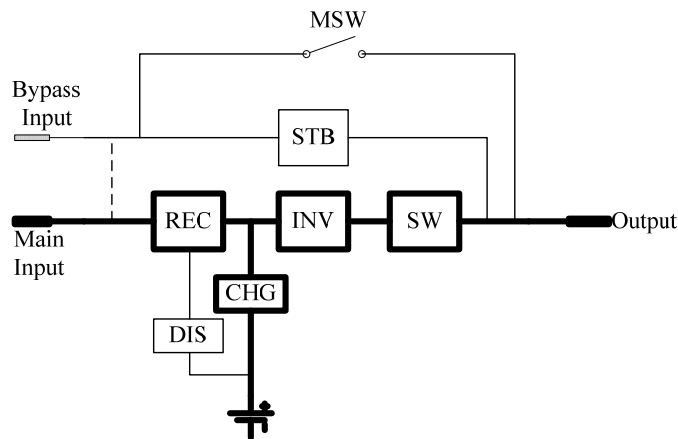 MSW
Bypass
Input
STB
REC
INV
SW
Output
Main
Input
CHG
DIS